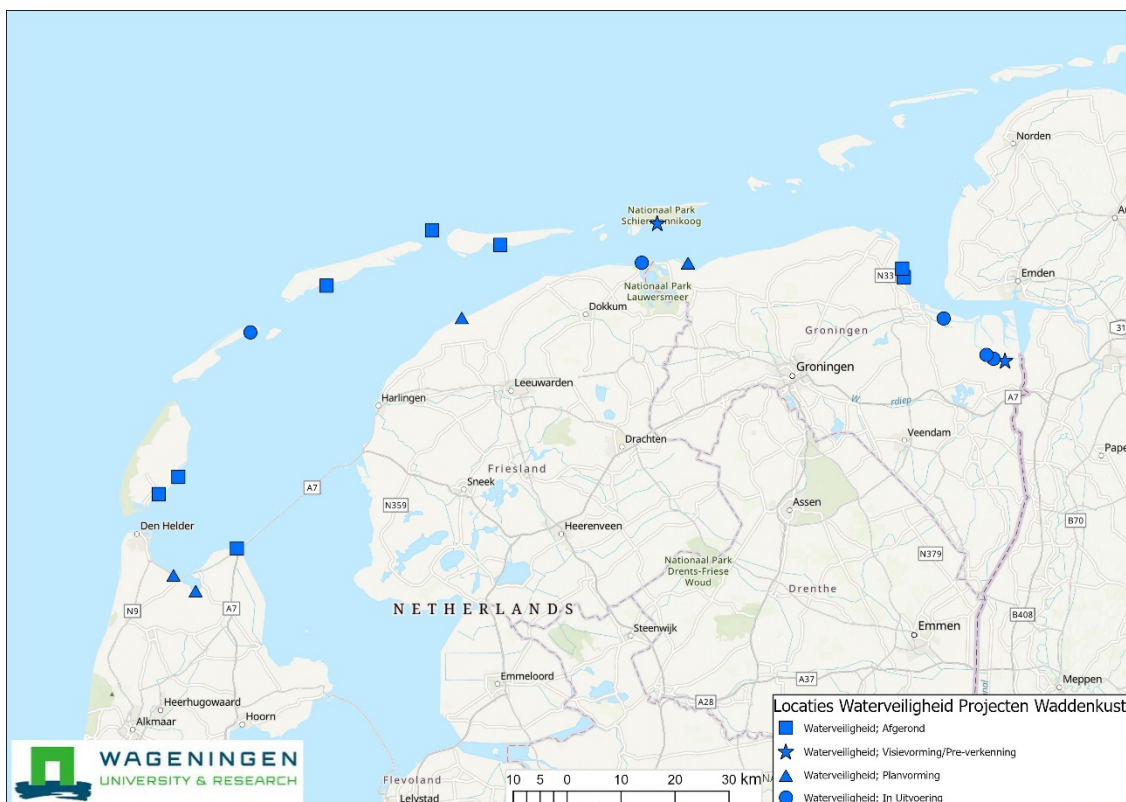 Norden
Nationaal Park
Emden
Nationaal Park
Lauwersmeer
N33
Dokkum
31
Groningen
Groningen
Leeuwarden
Harlingen
A7
W
rdiep
Veendam
Drachten
Friesland
A7
Sneek
N359
Assen
Den Helder
B70
Heerenveen
N379
Nationaal Park
Drents-Friese
Woud
Drenthe
N9
A7
NETHERLANDS
B408
Emmen
Steenwijk
A37
Emmeloord
Meppen
Heerhugowaard
A28
Alkmaar
Hoorn
Locaties Waterveiligheid Projecten Waddenkust
Waterveiligheid; Afgerond
Waterveiligheid; Visievorming/Pre-verkenning
Waterveiligheid; Planvorming
Waterveiligheid; In Uitvoering
WAGENINGEN
UNIVERSITY & RESEARCH
Flevoland
Lelystad
10 5 0 10 20 30 km